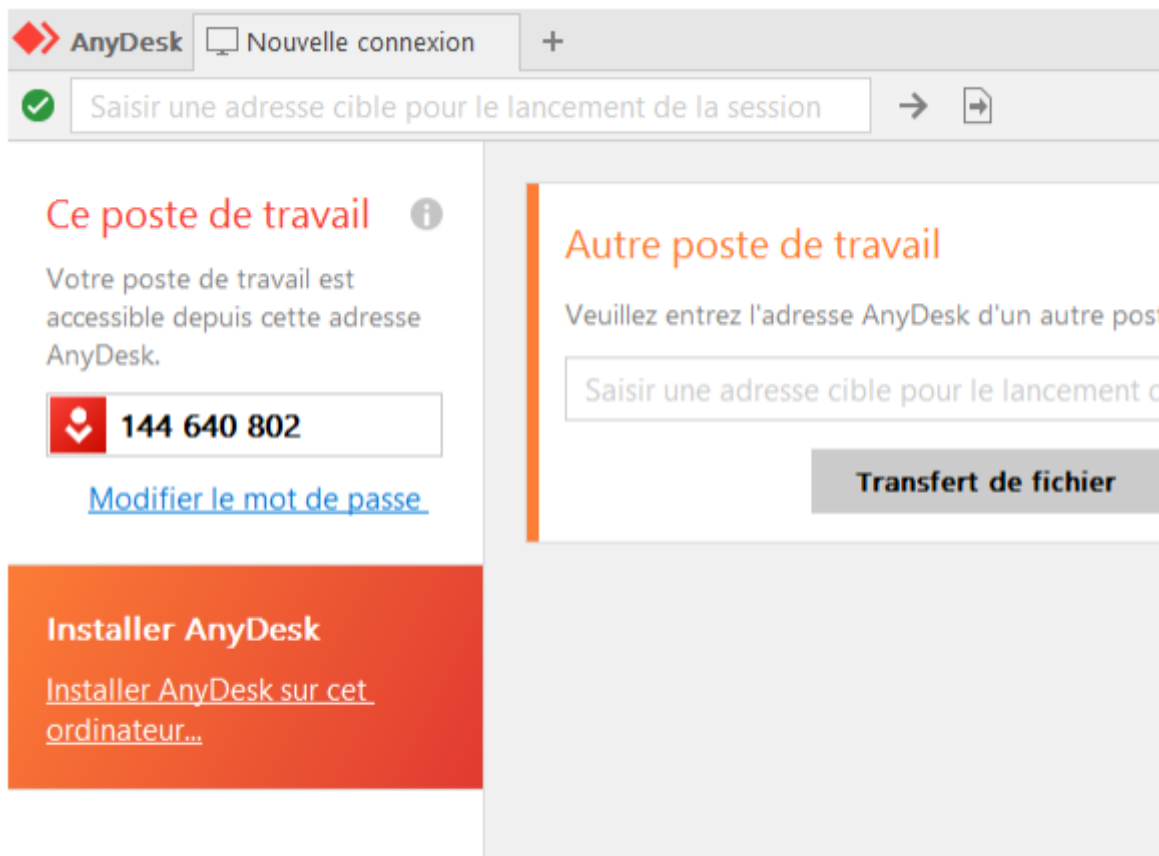 AnyDesk Nouvelle connexion +
Saisir une adresse cible pour le lancement de la session
Ce poste de travail
Votre poste de travail est
accessible depuis cette adresse
AnyDesk.
144 640 802
Modifier le mot de passe
Installer AnyDesk
Installer AnyDesk sur cet
ordinateur...
Autre poste de travail
Veuillez entrez l'adresse AnyDesk d'un autre
Saisir une adresse cible pour le lancement
Transfert de fichier